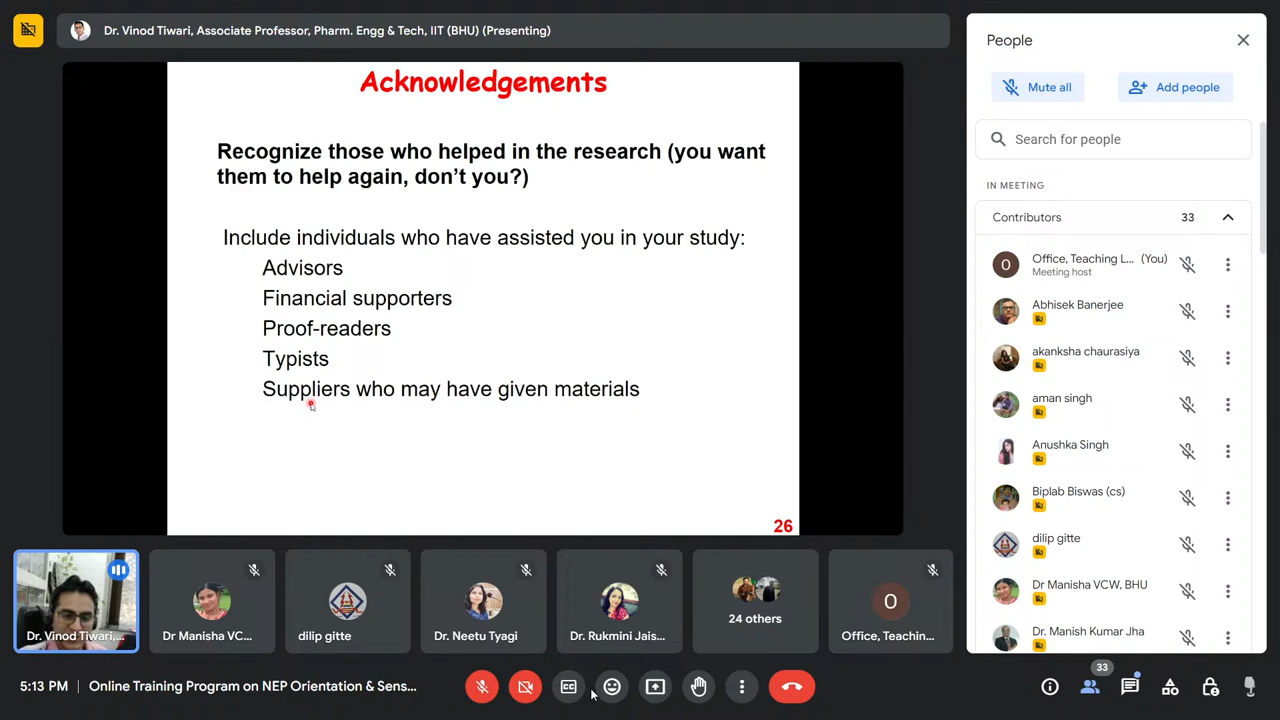 Dr. Vinod Tiwari, Associate Professor, Pharm. Engg & Tech, IIT (BHU) (Presenting)
Acknowledgements
Recognize those who helped in the research (you want
them to help again, don’t you?)
Include individuals who have assisted you in your study:
Advisors
Financial supporters
Proof-readers
Typists
Suppliers who may have given materials
26
Dr. Vinod Tiwari,...
Dr Manisha VC...
dilip gitte
Dr. Neetu Tyagi
Dr. Rukmini Jais...
24 others
O
Office, Teachin...
5:13 PM
Online Training Program on NEP Orientation & Sens...
33
People
Mute all
Add people
Search for people
IN MEETING
Contributors
33
O
Office, Teaching L... (You)
Meeting host
Abhisek Banerjee
akanksha chaurasiya
aman singh
Anushka Singh
Biplab Biswas (cs)
dilip gitte
Dr Manisha VCW, BHU
Dr. Manish Kumar Jha